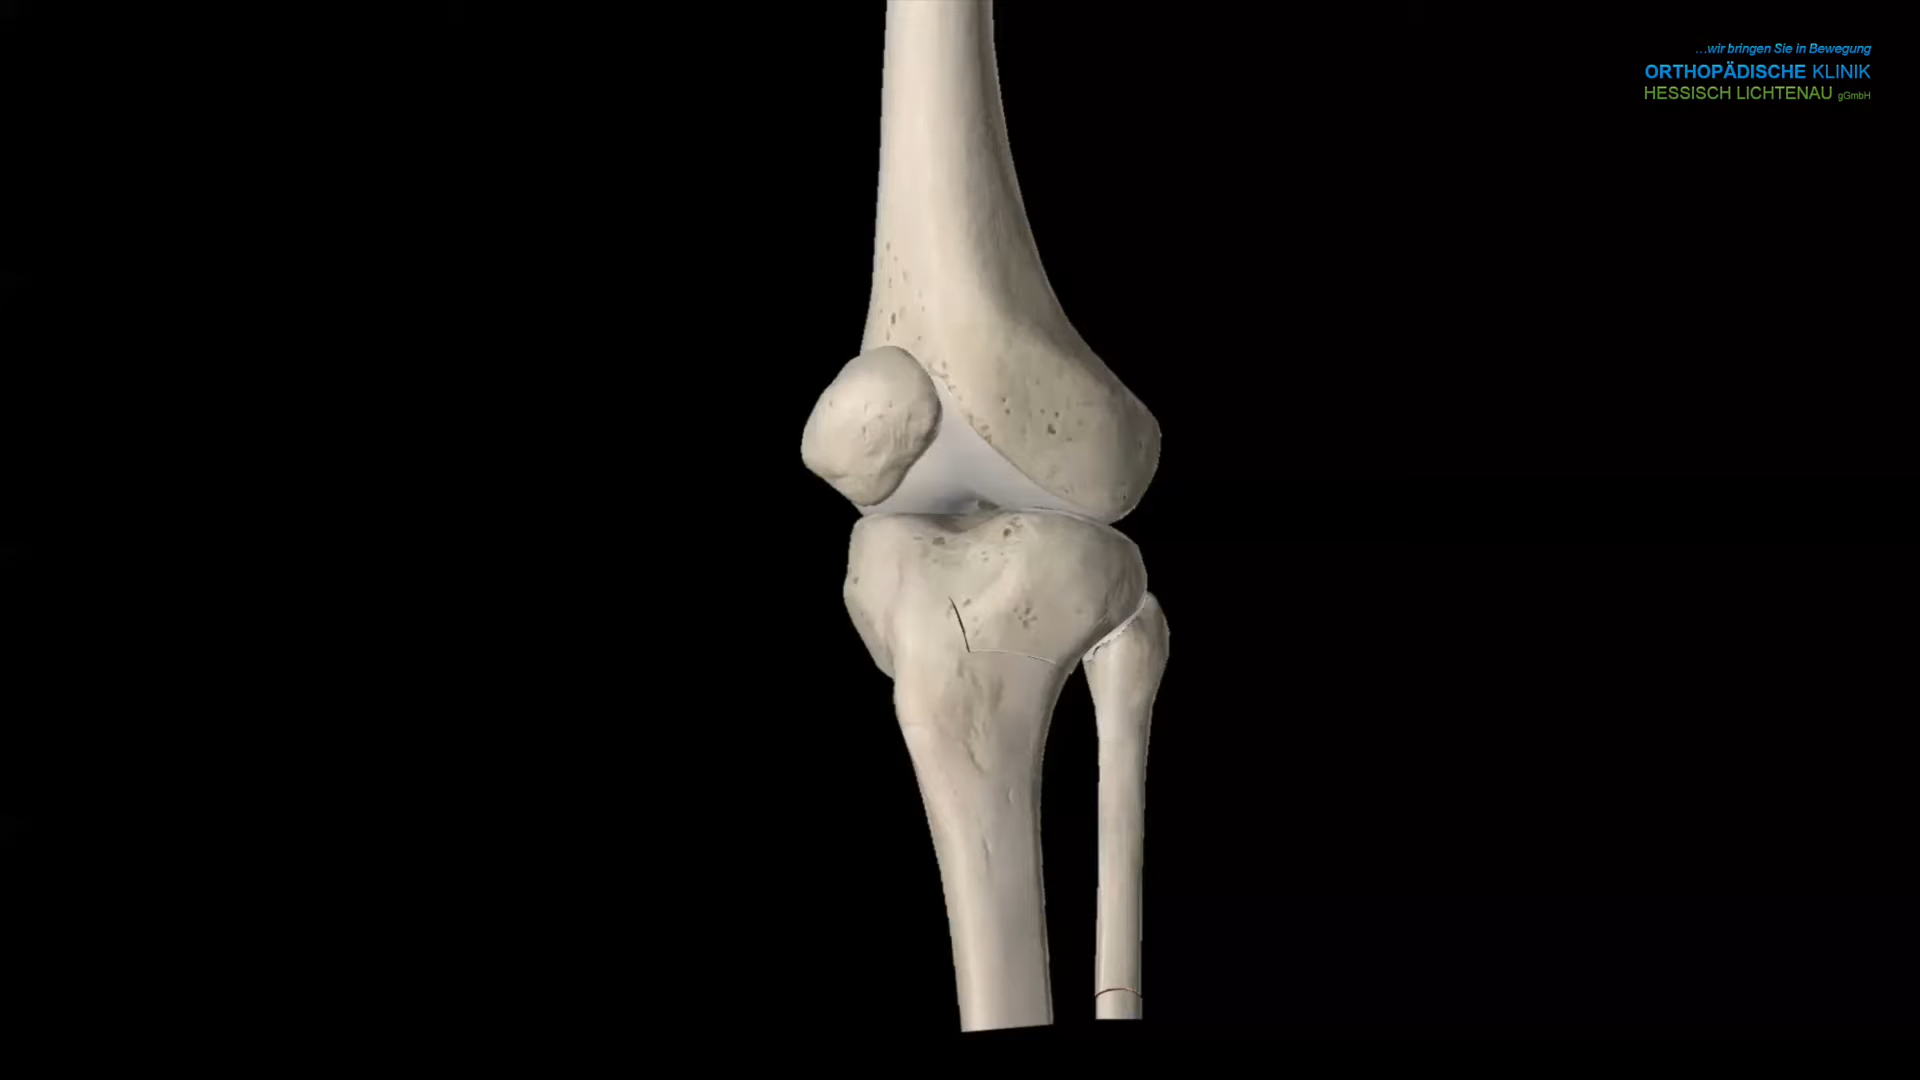 ...wir bringen Sie in Bewegung
ORTHOPÄDISCHE KLINIK
HESSISCH LICHTENAU gGmbH